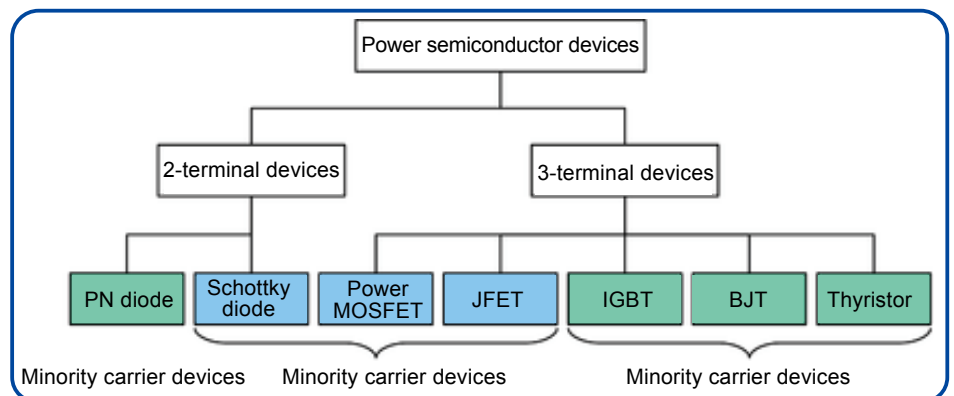 Power semiconductor devices
2-terminal devices
3-terminal devices
PN diode
Schottky
diode
Power
MOSFET
JFET
IGBT
BJT
Thyristor
Minority carrier devices
Minority carrier devices
Minority carrier devices